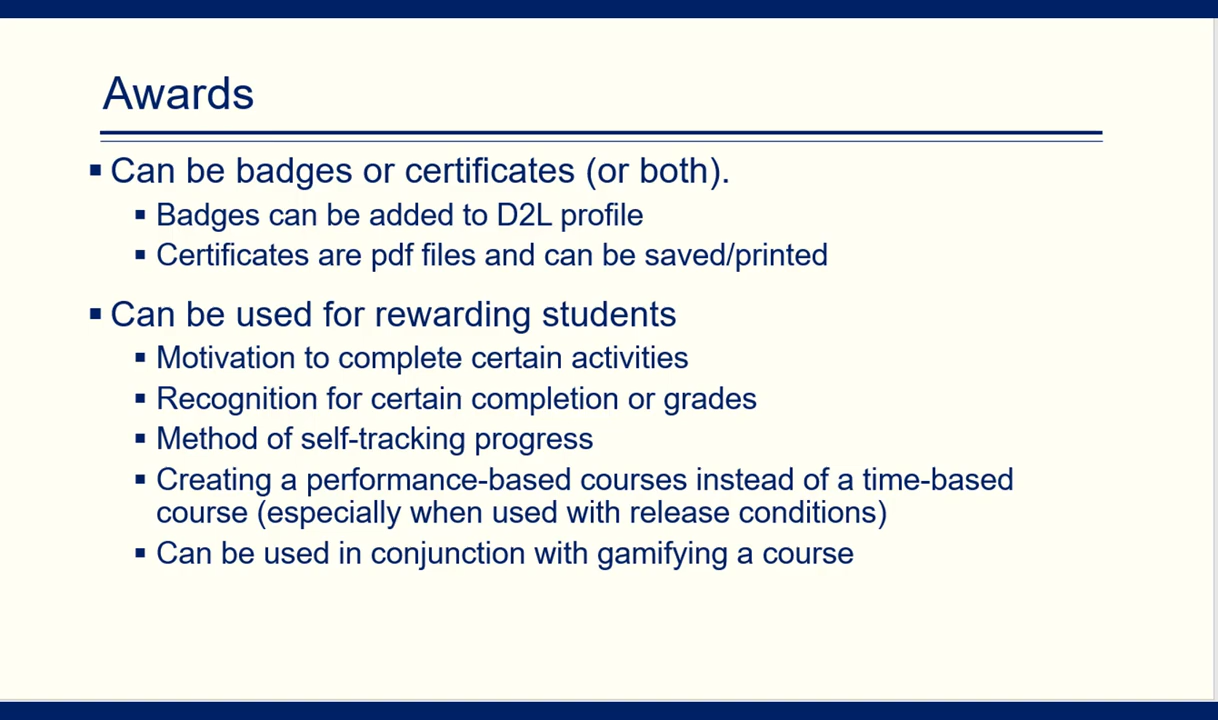 Awards
▪ Can be badges or certificates (or both).
▪ Badges can be added to D2L profile
▪ Certificates are pdf files and can be saved/printed
▪ Can be used for rewarding students
▪ Motivation to complete certain activities
▪ Recognition for certain completion or grades
▪ Method of self-tracking progress
▪ Creating a performance-based courses instead of a time-based
course (especially when used with release conditions)
▪ Can be used in conjunction with gamifying a course